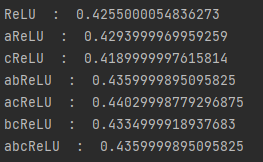 ReLU  :  0.4255000054836273
aReLU  :  0.4293999969959259
cReLU  :  0.4189999997615814
abReLU  :  0.4359999895095825
acReLU  :  0.44029998779296875
bcReLU  :  0.4334999918937683
abcReLU  :  0.4359999895095825